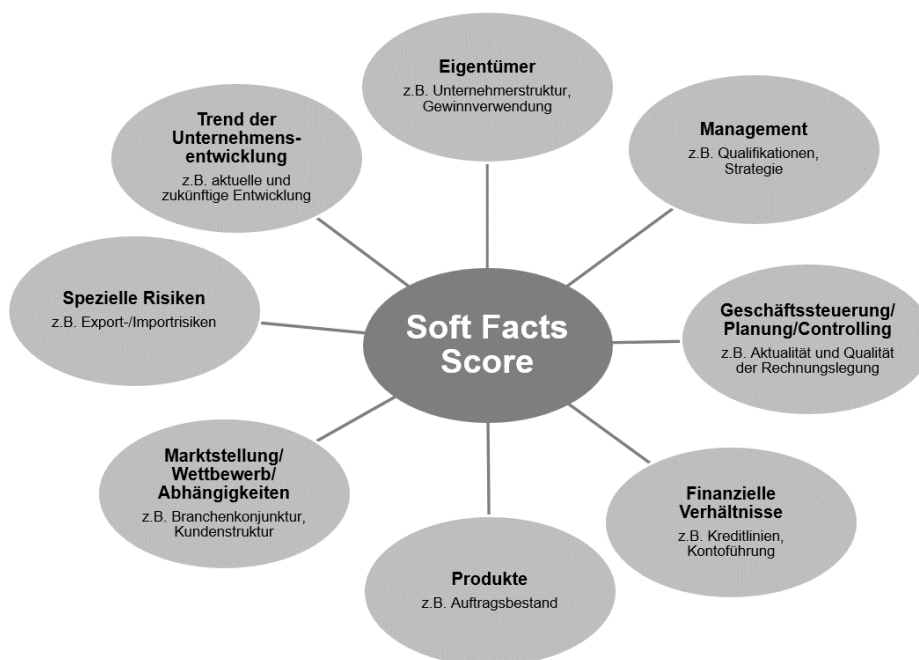 Eigentümer
z.B. Unternehmerstruktur,
Gewinnverwendung
Management
z.B. Qualifikationen,
Strategie
Geschäftssteuerung/
Planung/Controlling
z.B. Aktualität und Qualität
der Rechnungslegung
Finanzielle
Verhältnisse
z.B. Kreditlinien,
Kontoführung
Produkte
z.B. Auftragsbestand
Marktstellung/
Wettbewerb/
Abhängigkeiten
z.B. Branchenkonjunktur,
Kundenstruktur
Spezielle Risiken
z.B. Export-/Importrisiken
Trend der
Unternehmens-
entwicklung
z.B. aktuelle und
zukünftige Entwicklung
Soft Facts
Score